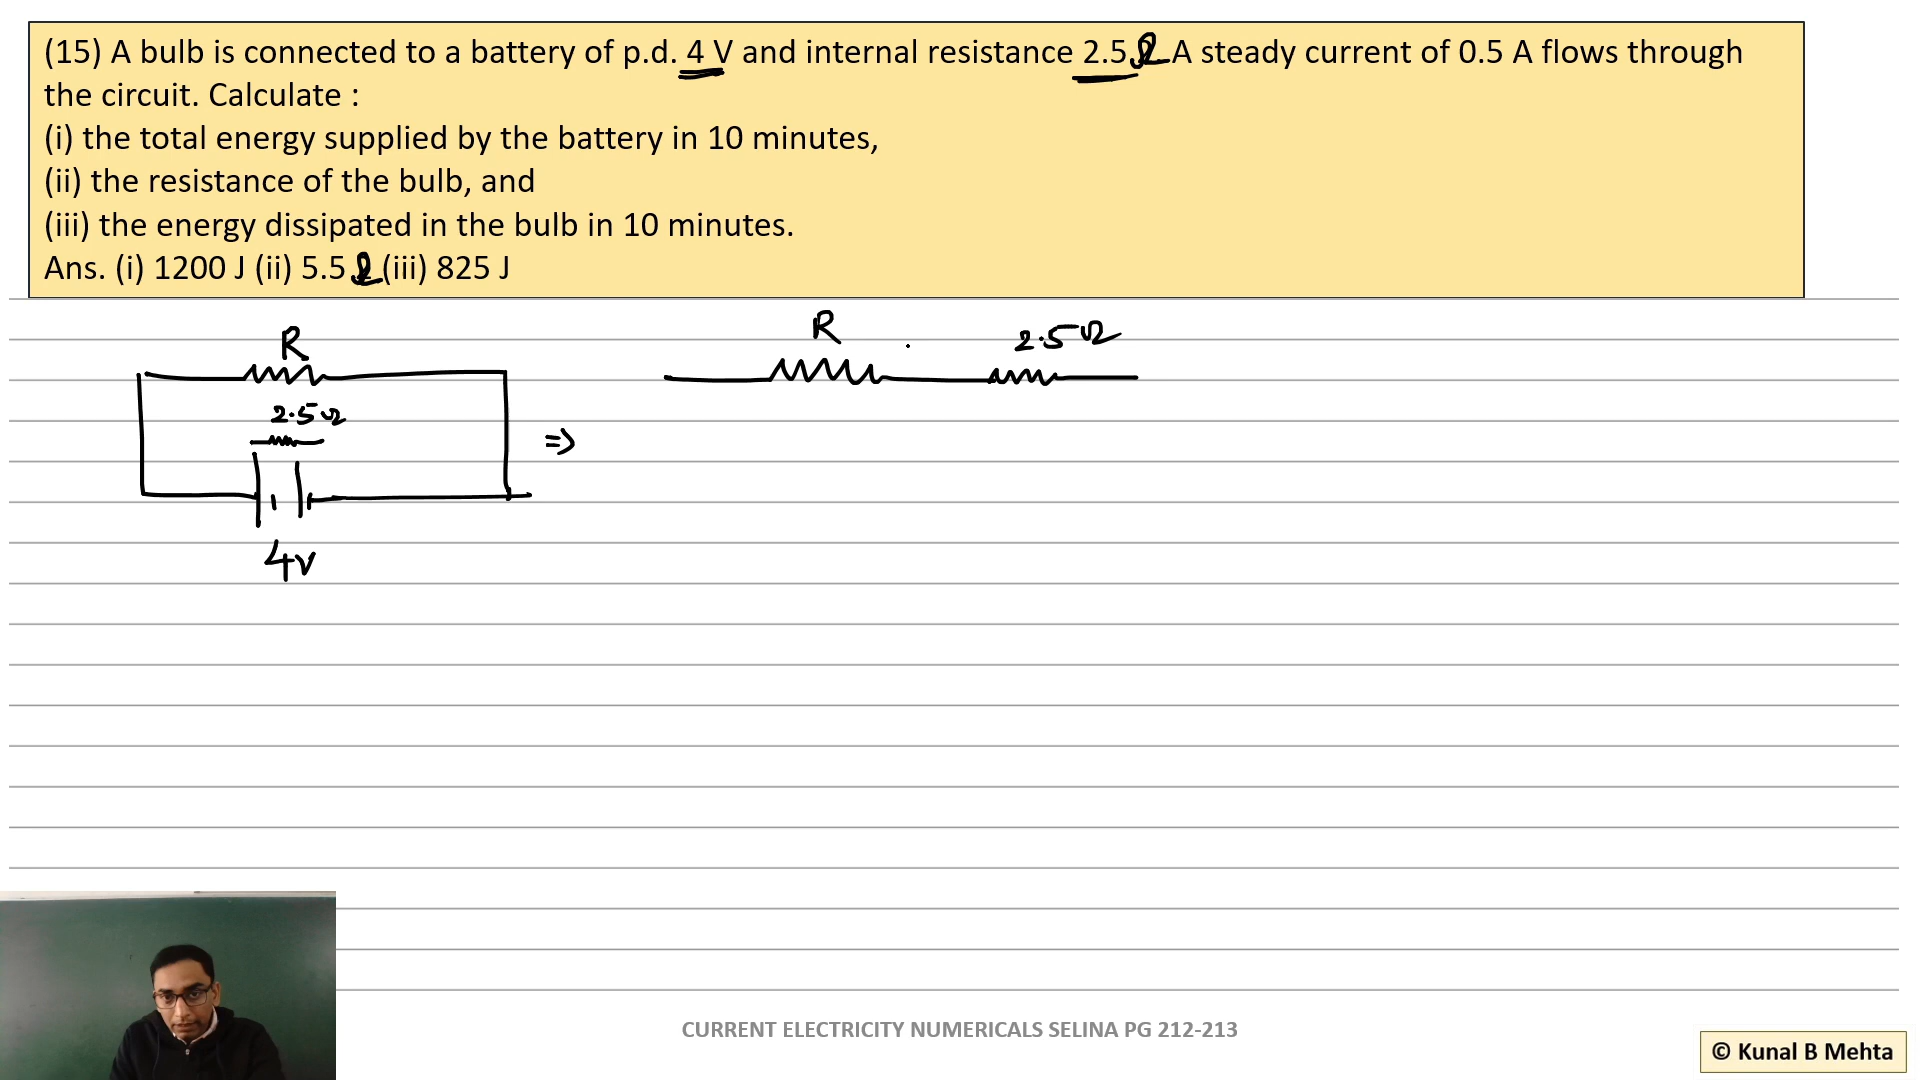 (15) A bulb is connected to a battery of p.d. 4 V and internal resistance 2.5 Ω A steady current of 0.5 A flows through
the circuit. Calculate :
(i) the total energy supplied by the battery in 10 minutes,
(ii) the resistance of the bulb, and
(iii) the energy dissipated in the bulb in 10 minutes.
Ans. (i) 1200 J (ii) 5.5 Ω (iii) 825 J
R
2.5 Ω
4V
⇒
R
2.5 Ω
CURRENT ELECTRICITY NUMERICALS SELINA PG 212-213
© Kunal B Mehta